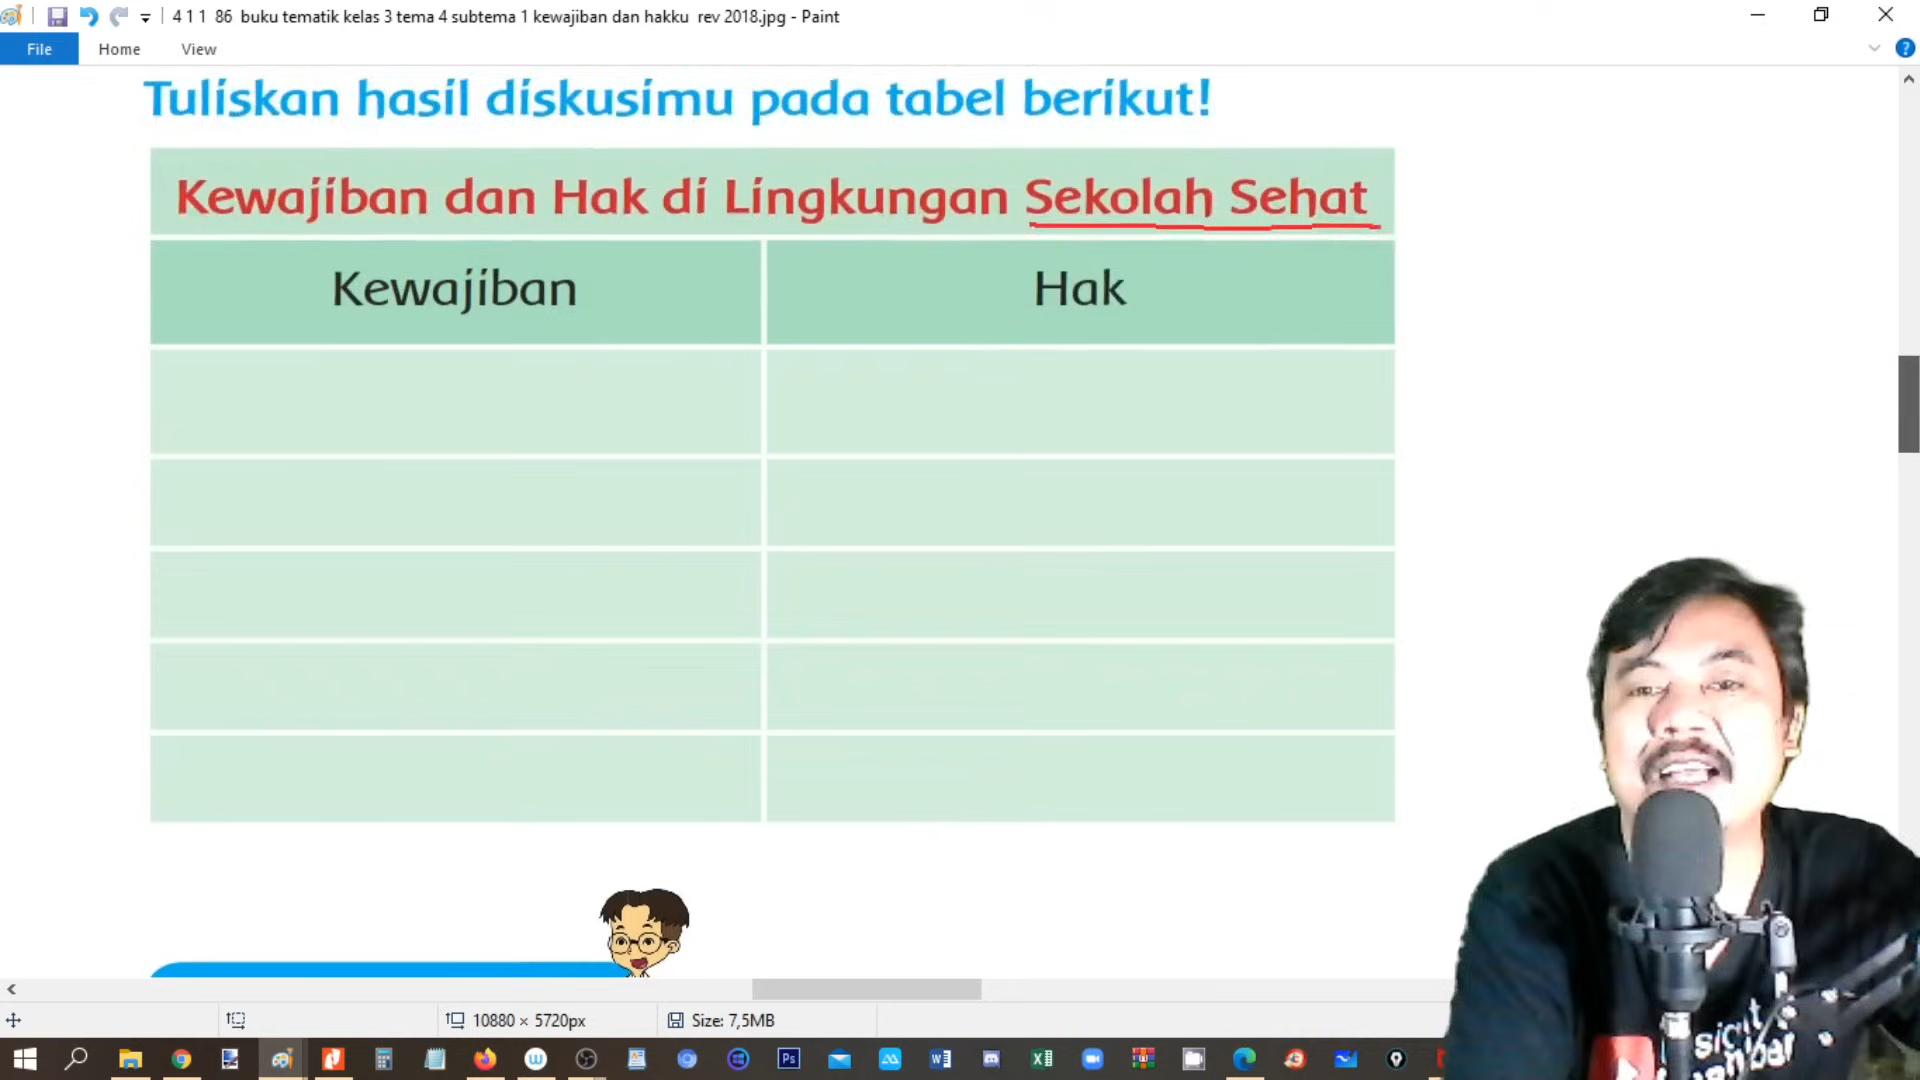 4 1 1 86 buku tematik kelas 3 tema 4 subtema 1 kewajiban dan hakku rev 2018.jpg - Paint
File Home View
Tuliskan hasil diskusimu pada tabel berikut!
Kewajiban dan Hak di Lingkungan Sekolah Sehat
Kewajiban Hak
10880 × 5720px Size: 7,5MB